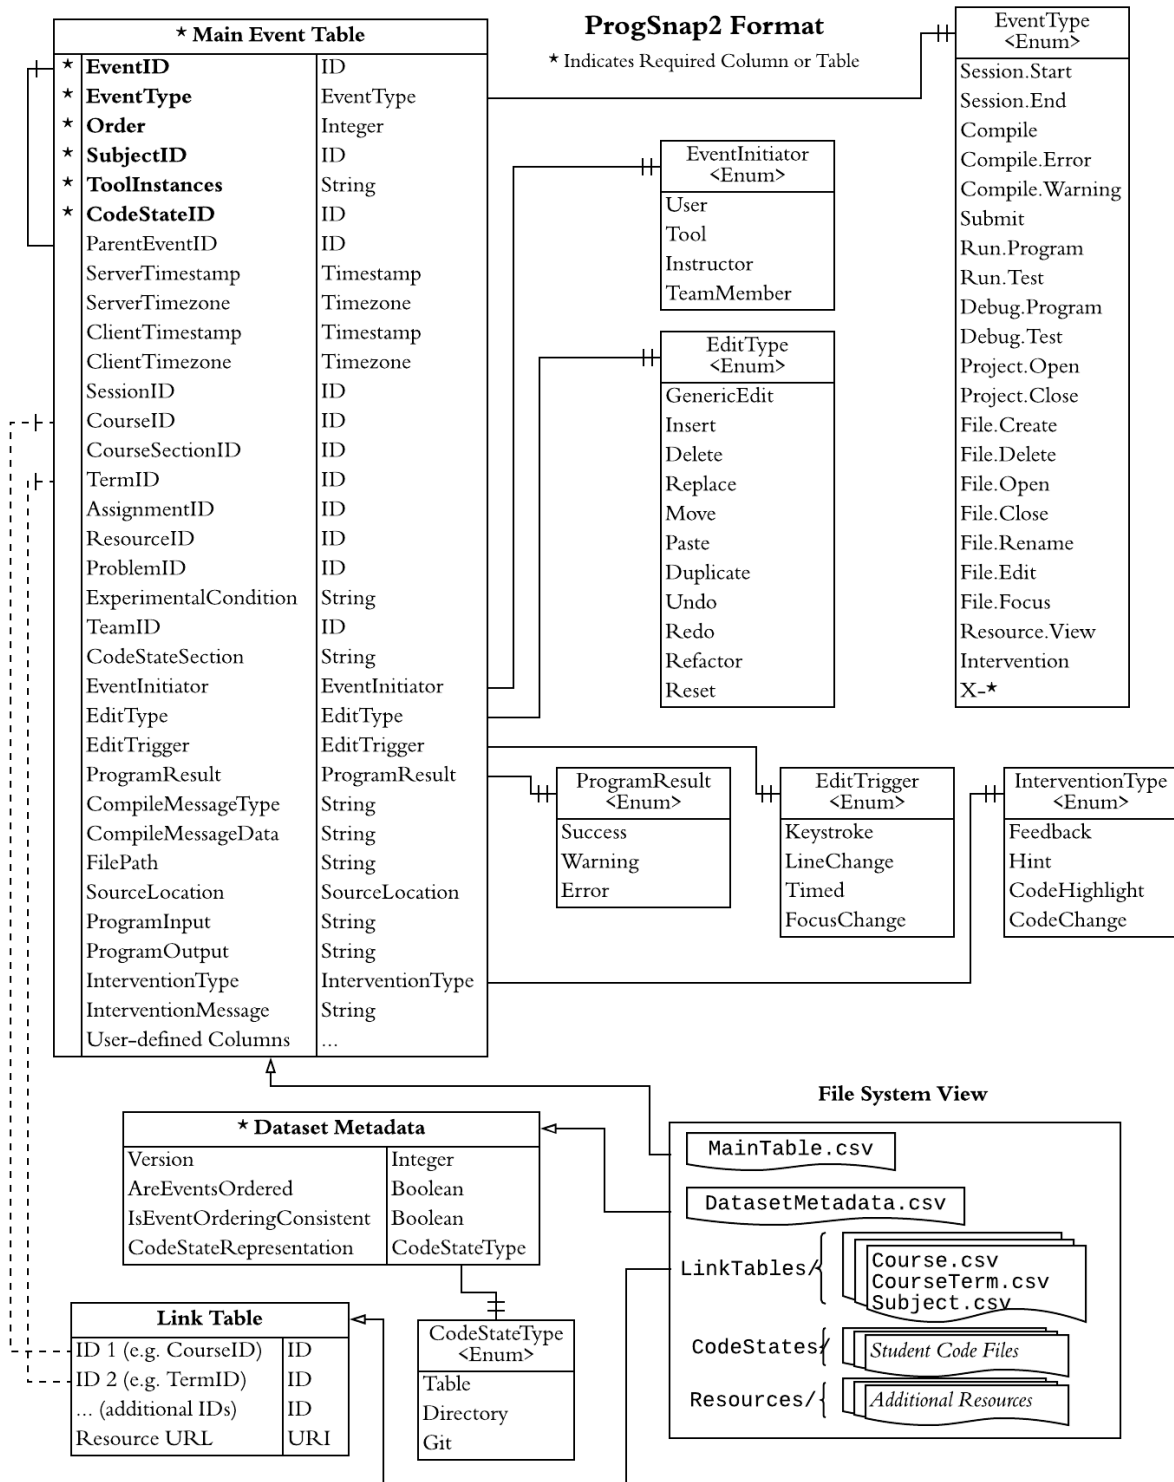 ProgSnap2 Format
★ Indicates Required Column or Table
★ Main Event Table
★ EventID ID
★ EventType EventType
★ Order Integer
★ SubjectID ID
★ ToolInstances String
★ CodeStateID ID
ParentEventID ID
ServerTimestamp Timestamp
ServerTimezone Timezone
ClientTimestamp Timestamp
ClientTimezone Timezone
SessionID ID
CourseID ID
CourseSectionID ID
TermID ID
AssignmentID ID
ResourceID ID
ProblemID ID
ExperimentalCondition String
TeamID ID
CodeStateSection String
EventInitiator EventInitiator
EditType EditType
EditTrigger EditTrigger
ProgramResult ProgramResult
CompileMessageType String
CompileMessageData String
FilePath String
SourceLocation SourceLocation
ProgramInput String
ProgramOutput String
InterventionType InterventionType
InterventionMessage String
User-defined Columns ...
EventInitiator
<Enum>
User
Tool
Instructor
TeamMember
EditType
<Enum>
GenericEdit
Insert
Delete
Replace
Move
Paste
Duplicate
Undo
Redo
Refactor
Reset
EventType
<Enum>
Session.Start
Session.End
Compile
Compile.Error
Compile.Warning
Submit
Run.Program
Run.Test
Debug.Program
Debug.Test
Project.Open
Project.Close
File.Create
File.Delete
File.Open
File.Close
File.Rename
File.Edit
File.Focus
Resource.View
Intervention
X-★
ProgramResult
<Enum>
Success
Warning
Error
EditTrigger
<Enum>
Keystroke
LineChange
Timed
FocusChange
InterventionType
<Enum>
Feedback
Hint
CodeHighlight
CodeChange
★ Dataset Metadata
Version Integer
AreEventsOrdered Boolean
IsEventOrderingConsistent Boolean
CodeStateRepresentation CodeStateType
Link Table
ID 1 (e.g. CourseID) ID
ID 2 (e.g. TermID) ID
... (additional IDs) ID
Resource URL URI
CodeStateType
<Enum>
Table
Directory
Git
File System View
MainTable.csv
DatasetMetadata.csv
LinkTables/
Course.csv
CourseTerm.csv
Subject.csv
CodeStates/
Student Code Files
Resources/
Additional Resources